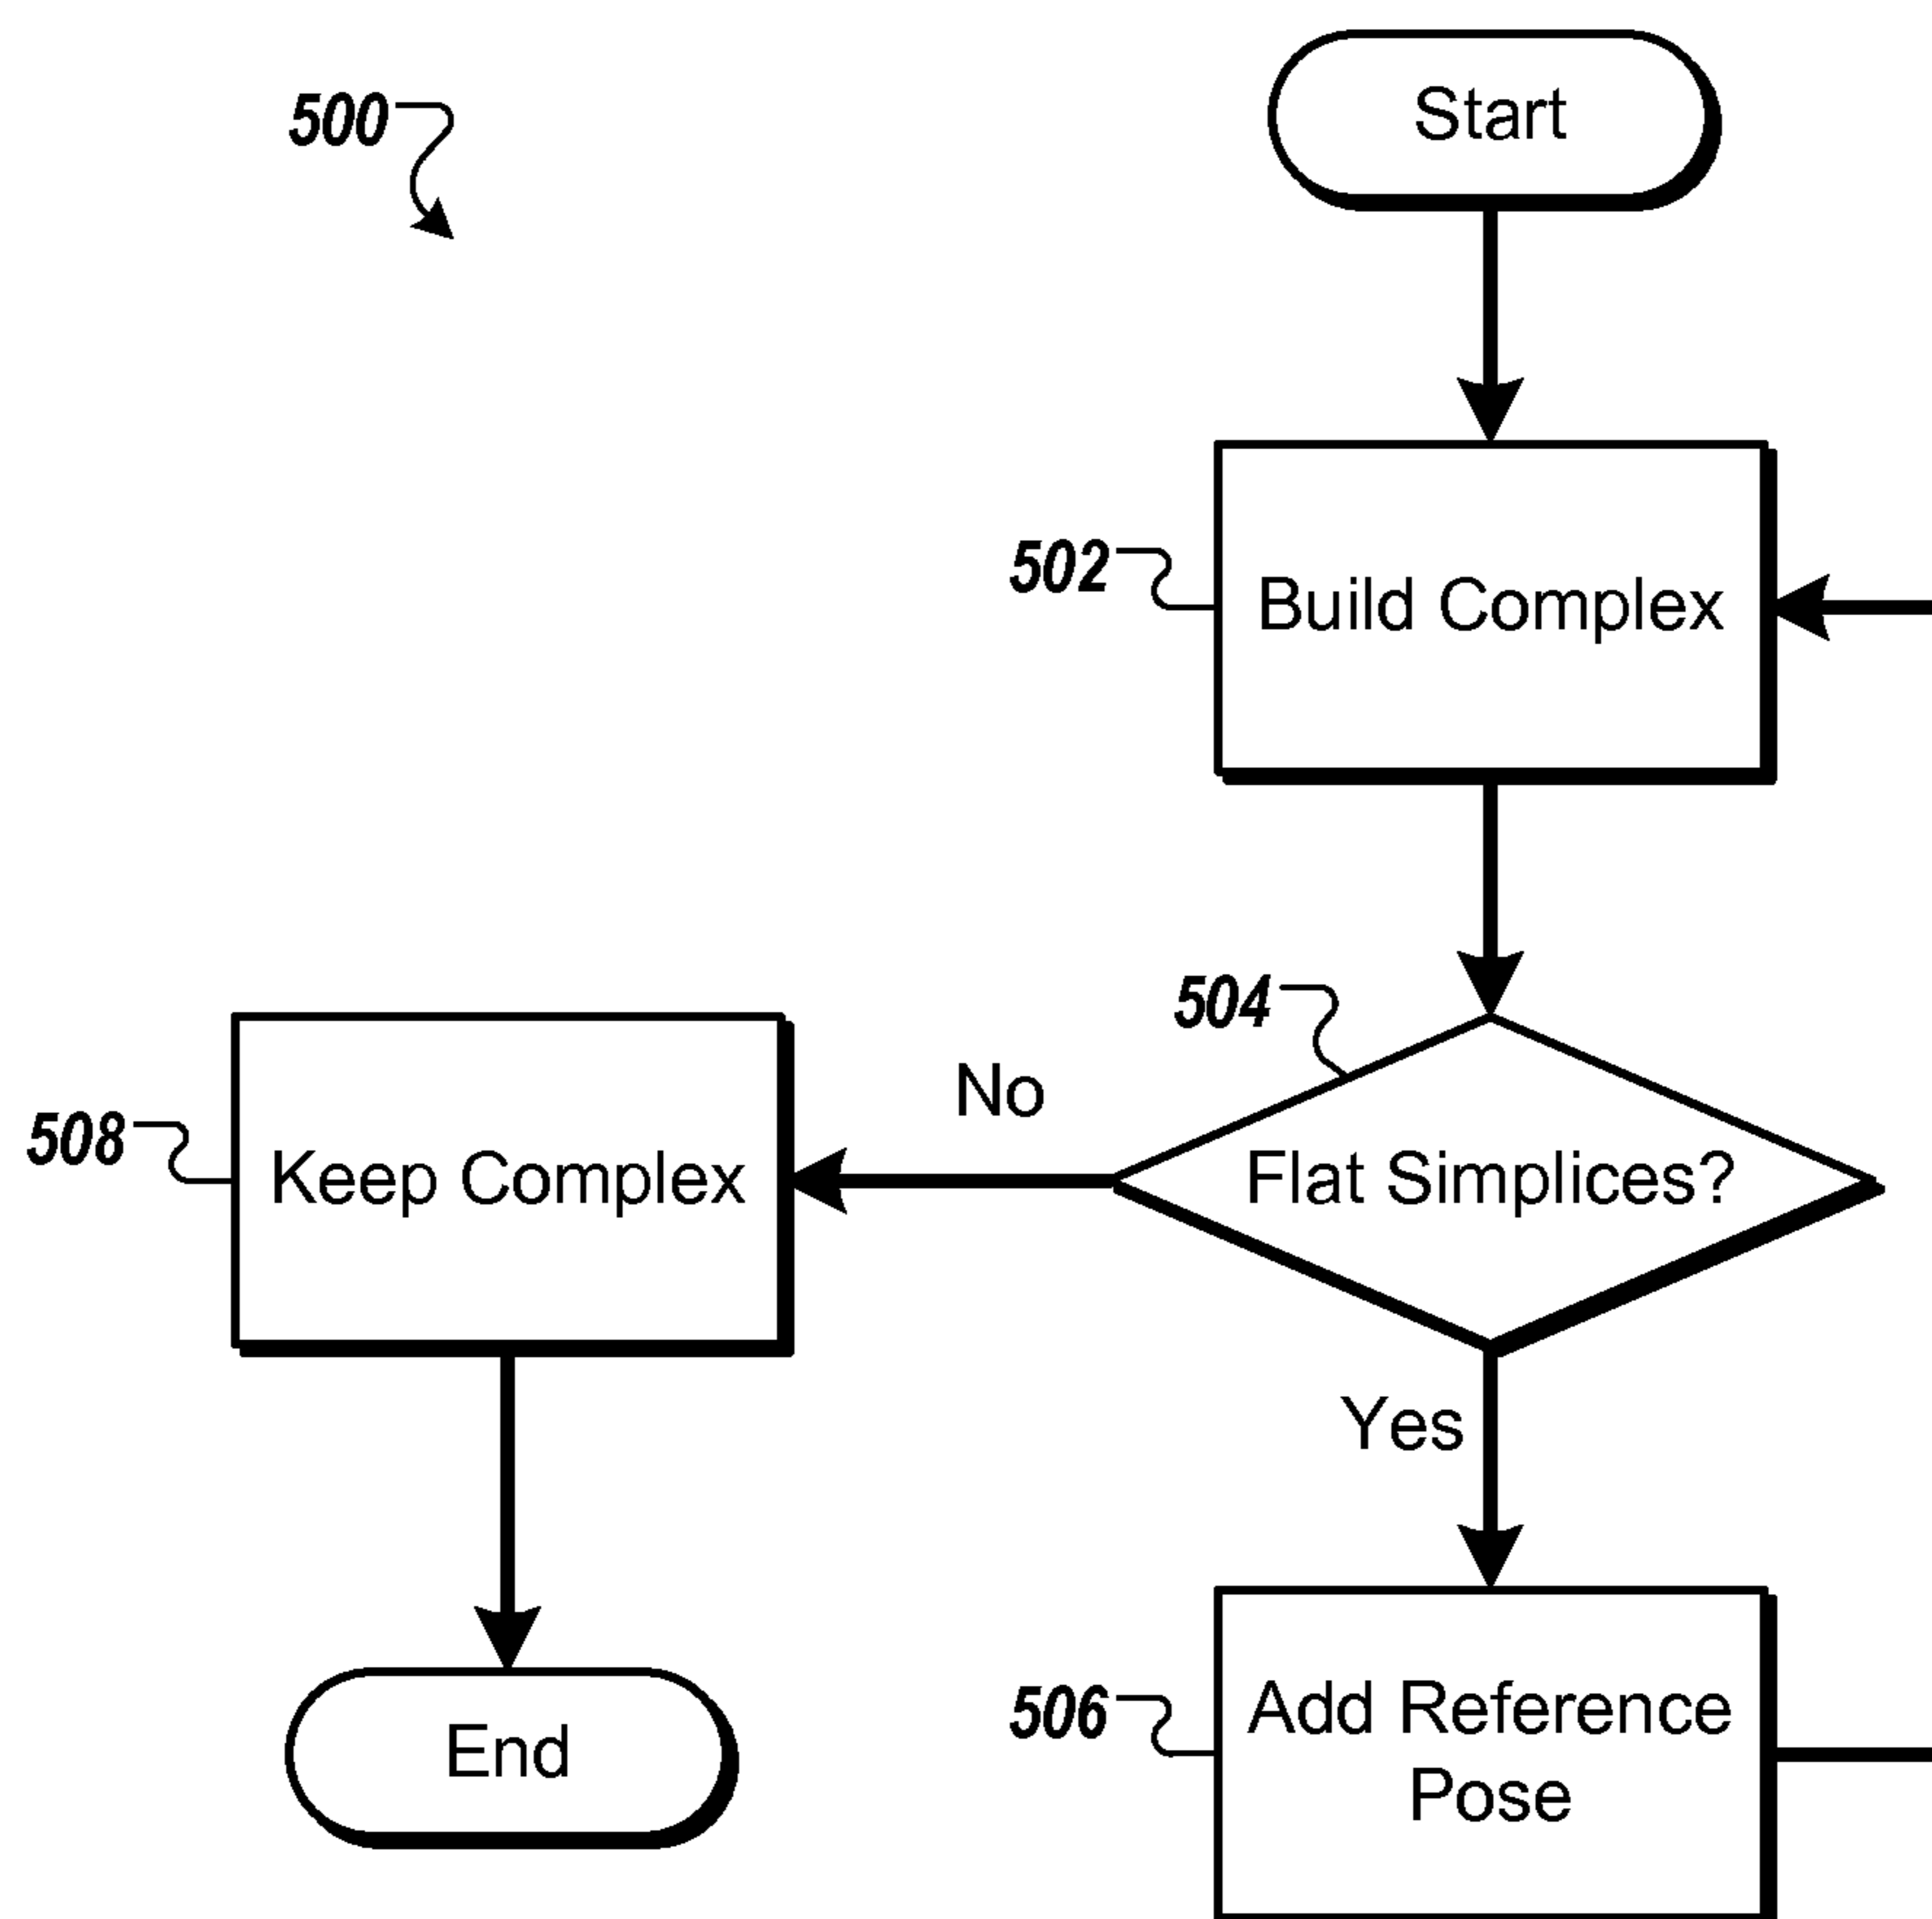 500
Start
502
Build Complex
504
No
508
Keep Complex
Flat Simplices?
Yes
506
Add Reference
Pose
End